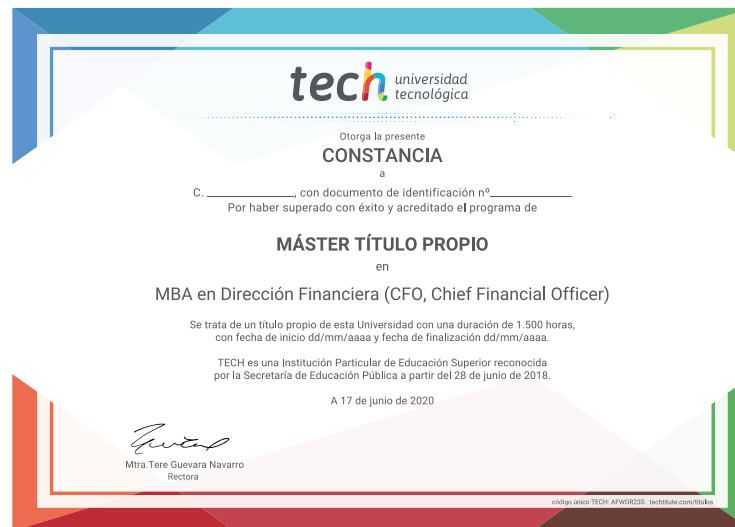 tech universidad
tecnológica
Otorga la presente
CONSTANCIA
a
C. ________________, con documento de identificación nº______________
Por haber superado con éxito y acreditado el programa de
MÁSTER TÍTULO PROPIO
en
MBA en Dirección Financiera (CFO, Chief Financial Officer)
Se trata de un título propio de esta Universidad con una duración de 1.500 horas,
con fecha de inicio dd/mm/aaaa y fecha de finalización dd/mm/aaaa.
TECH es una Institución Particular de Educación Superior reconocida
por la Secretaría de Educación Pública a partir del 28 de junio de 2018.
A 17 de junio de 2020
Mtra.Tere Guevara Navarro
Rectora
código único TECH: AFWOR23S techtitute.com/titulos